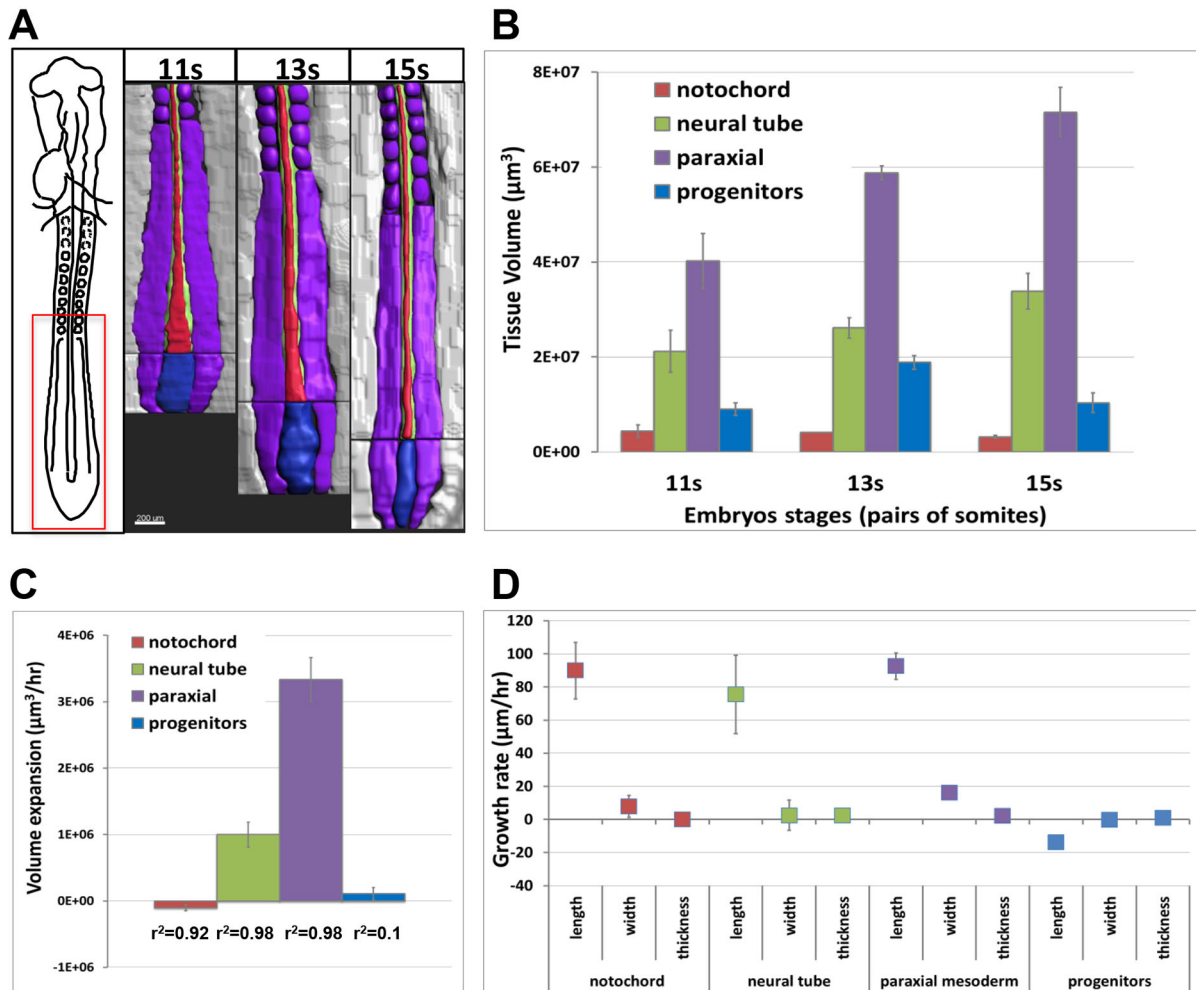 A
11s 13s 15s
200 um
B
8E+07
6E+07
4E+07
2E+07
0E+00
Tissue Volume (µm³)
notochord
neural tube
paraxial
progenitors
11s 13s 15s
Embryos stages (pairs of somites)
C
4E+06
3E+06
2E+06
1E+06
0E+00
-1E+06
Volume expansion (µm³/hr)
notochord
neural tube
paraxial
progenitors
r²=0.92 r²=0.98 r²=0.98 r²=0.1
D
120
100
80
60
40
20
0
-20
-40
Growth rate (µm/hr)
length width thickness length width thickness length width thickness length width thickness
notochord neural tube paraxial mesoderm progenitors